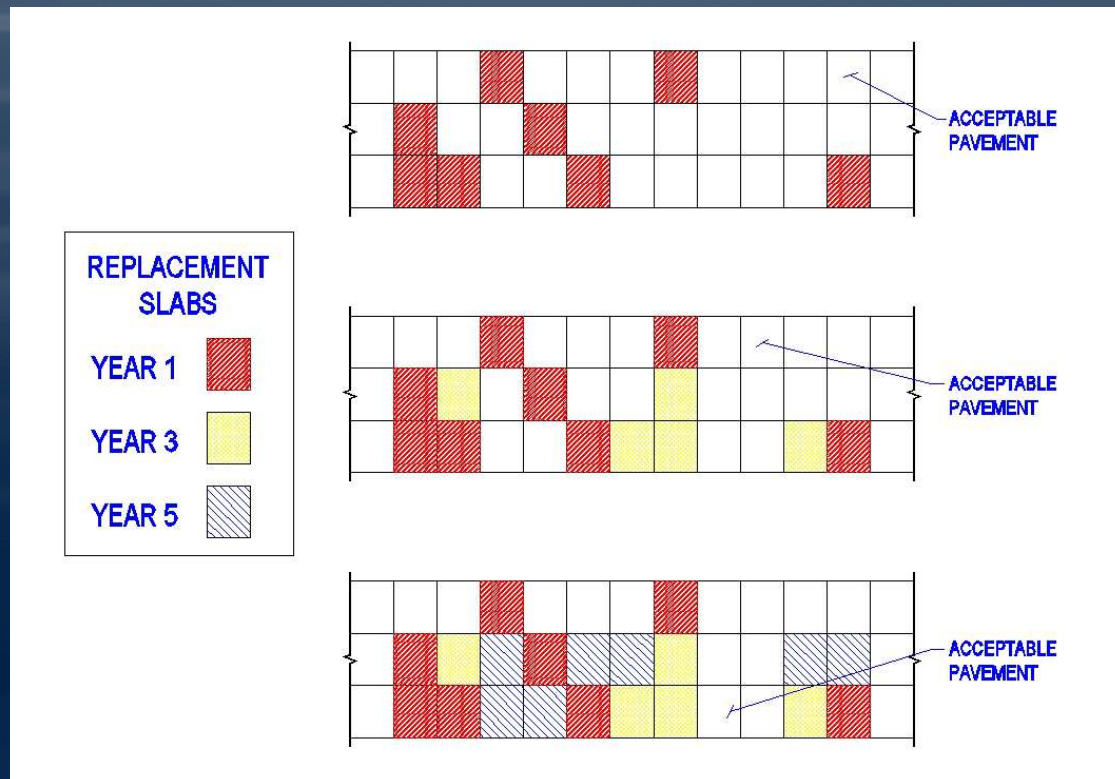 ACCEPTABLE
PAVEMENT
REPLACEMENT
SLABS
YEAR 1
YEAR 3
YEAR 5
ACCEPTABLE
PAVEMENT
ACCEPTABLE
PAVEMENT